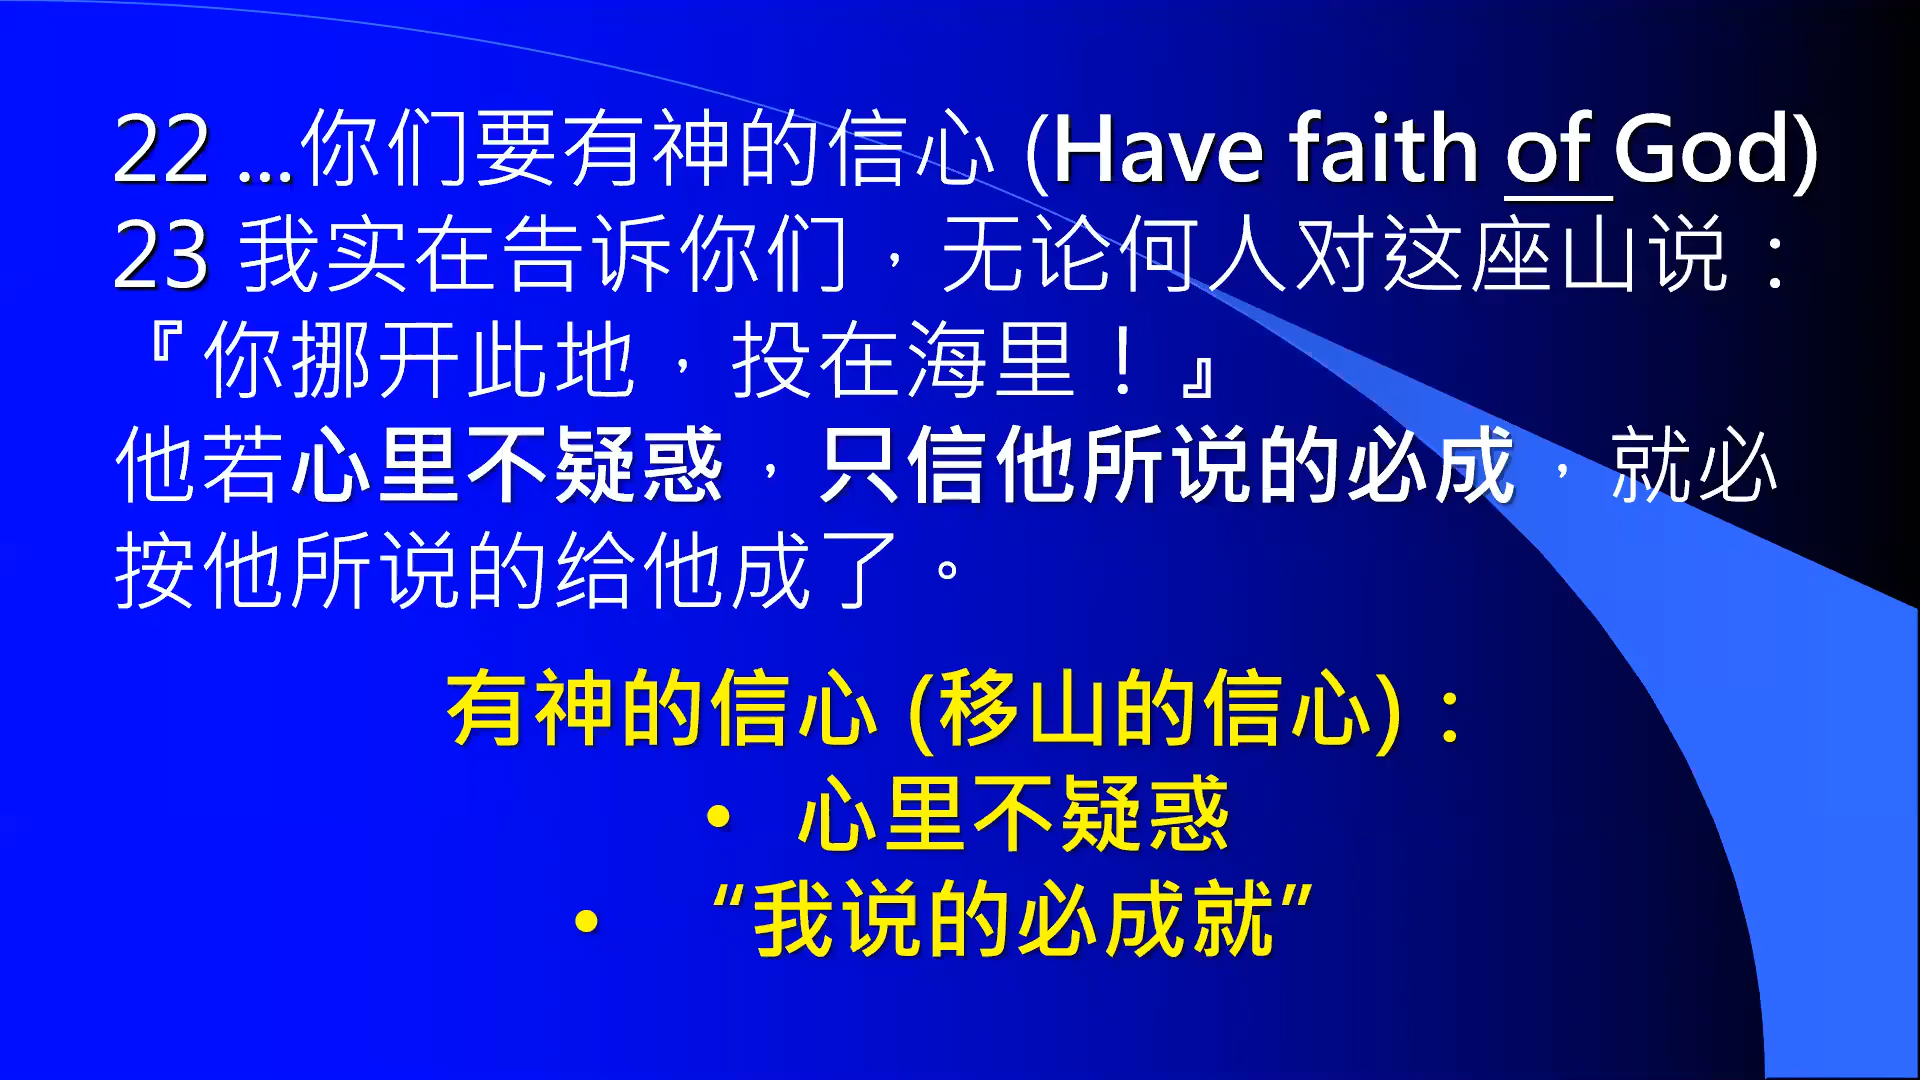 22 ...你们要有神的信心 (Have faith of God)
23 我实在告诉你们，无论何人对这座山说：
『你挪开此地，投在海里！』
他若心里不疑惑，只信他所说的必成，就必
按他所说的给他成了。
有神的信心 (移山的信心)：
• 心里不疑惑
• “我说的必成就”